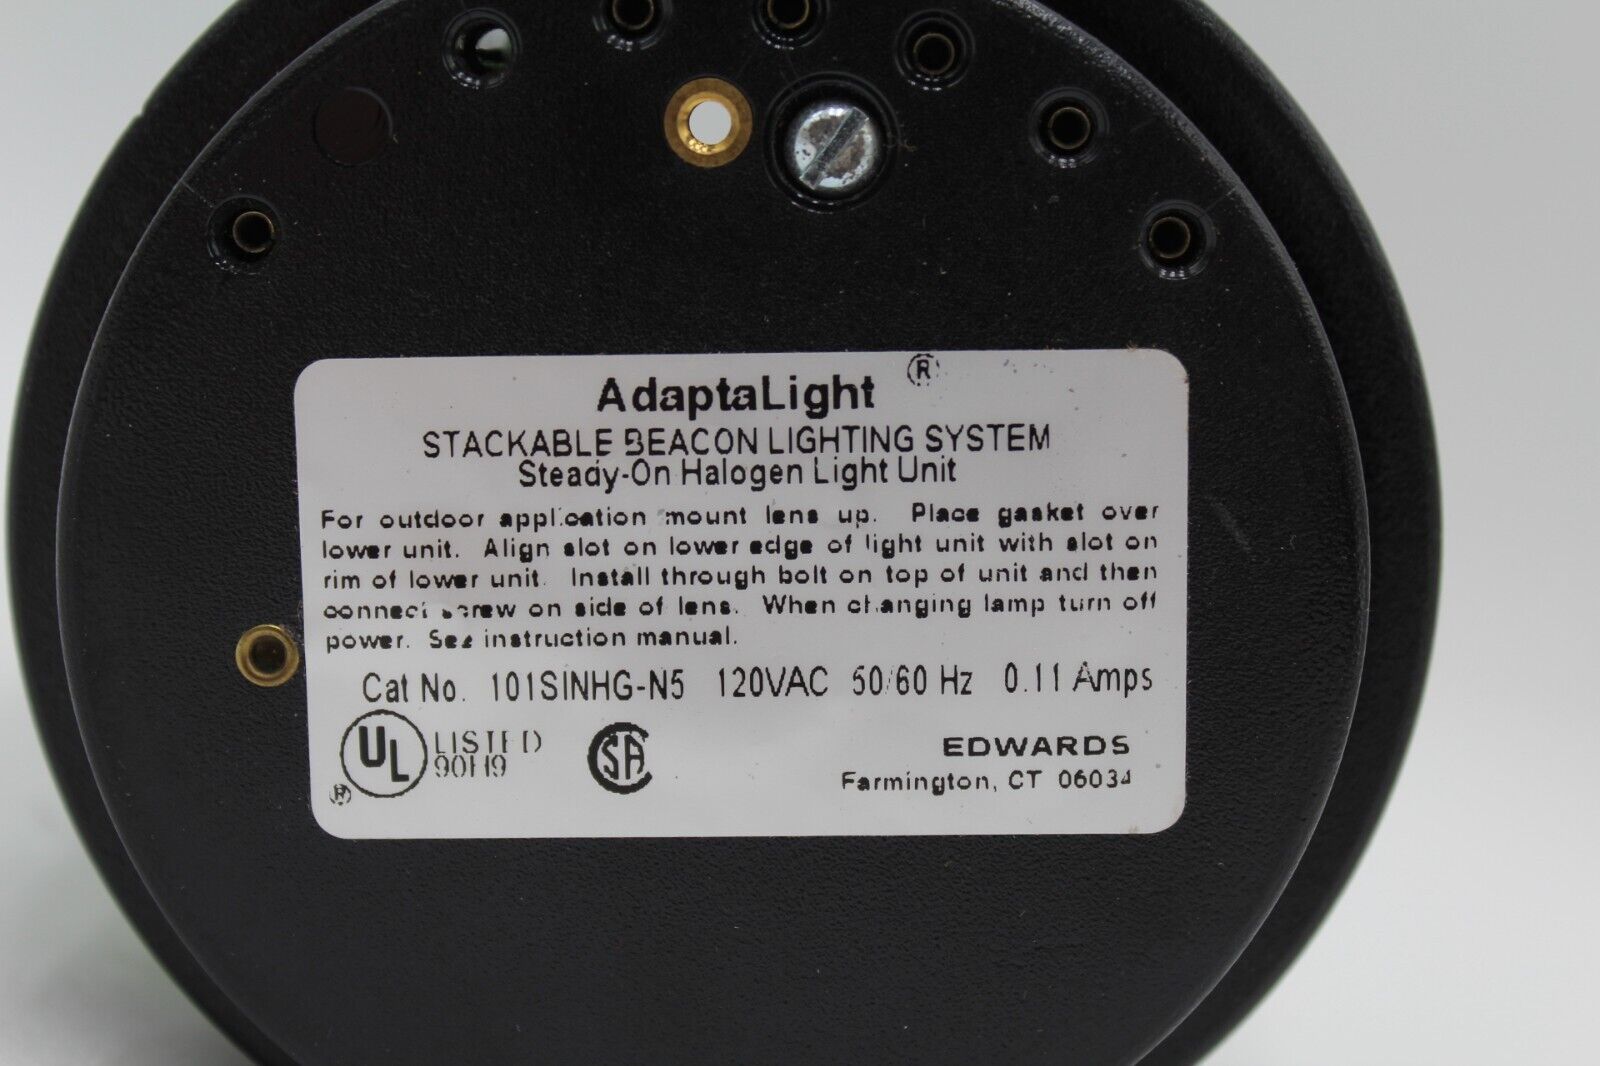 AdaptaLight ®
STACKABLE BEACON LIGHTING SYSTEM
Steady-On Halogen Light Unit
For outdoor application mount lens up. Place gasket over
lower unit. Align slot on lower edge of light unit with slot on
rim of lower unit. Install through bolt on top of unit and then
connect screw on side of lens. When changing lamp turn off
power. See instruction manual.
Cat No. 101SINHG-N5 120VAC 50/60 Hz 0.11 Amps
UL LISTED
90H9
®
SA
EDWARDS
Farmington, CT 06034